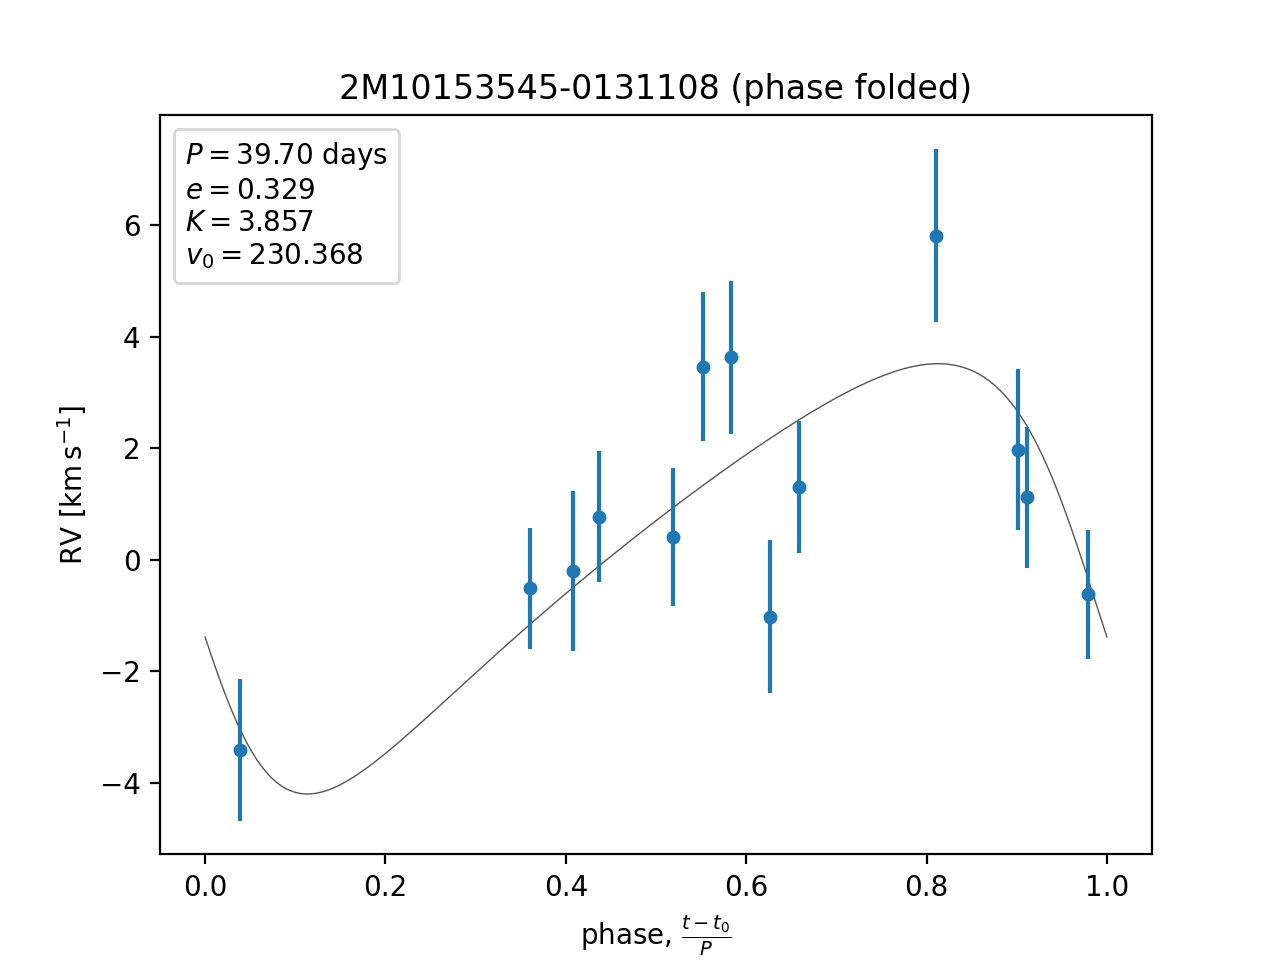 2M10153545-0131108 (phase folded)
P = 39.70 days
e = 0.329
K = 3.857
v₀ = 230.368
RV [km s⁻¹]
6
4
2
0
−2
−4
0.0 0.2 0.4 0.6 0.8 1.0
phase, (t − t₀)/P